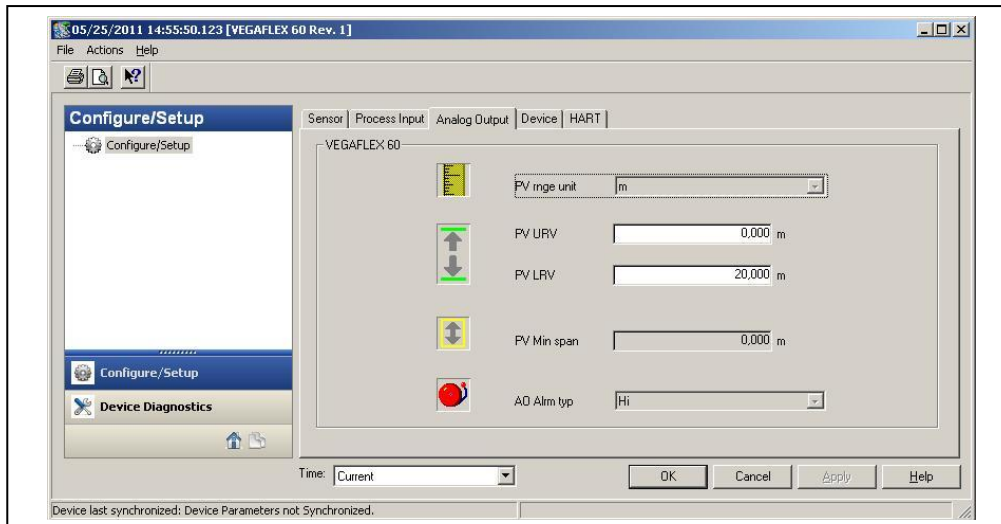 05/25/2011 14:55:50.123 [VEGAFLEX 60 Rev. 1]
File Actions Help
Configure/Setup
Configure/Setup
Configure/Setup
Device Diagnostics
Sensor Process Input Analog Output Device HART
VEGAFLEX 60
PV rnge unit m
PV URV 0,000 m
PV LRV 20,000 m
PV Min span 0,000 m
AO Alrm typ Hi
Time: Current
OK Cancel Apply Help
Device last synchronized: Device Parameters not Synchronized.